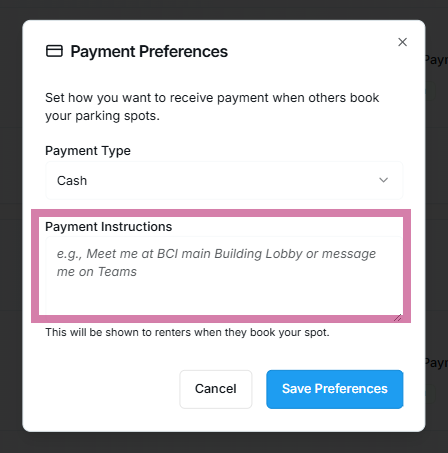 Payment Preferences
Set how you want to receive payment when others book
your parking spots.
Payment Type
Cash
Payment Instructions
e.g., Meet me at BCI main Building Lobby or message
me on Teams
This will be shown to renters when they book your spot.
Cancel
Save Preferences